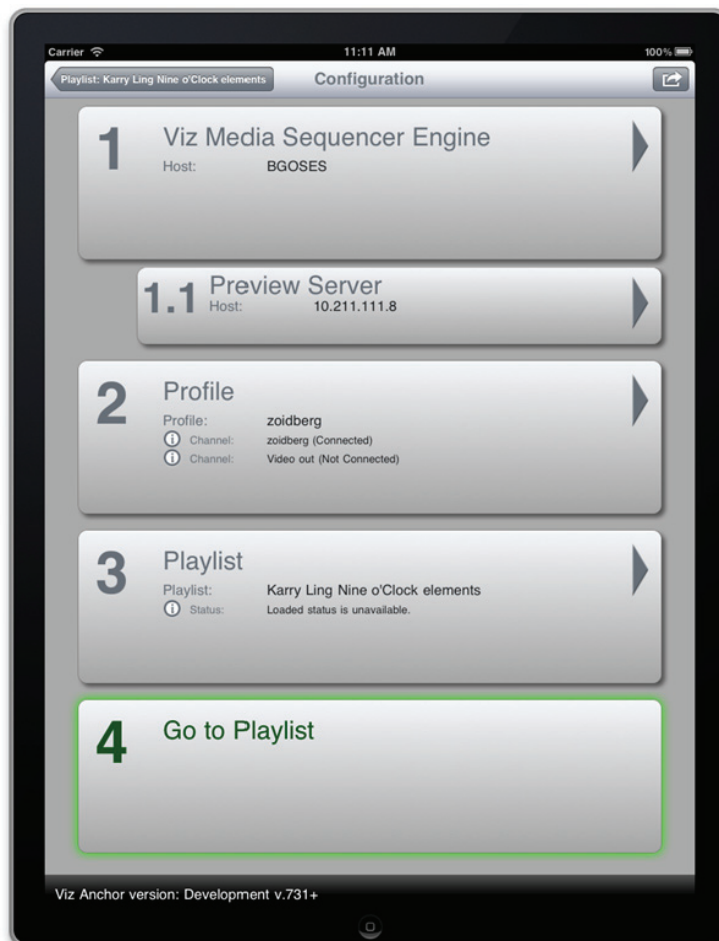 Carrier 11:11 AM 100%
Playlist: Karry Ling Nine o'Clock elements Configuration
1 Viz Media Sequencer Engine
Host: BGOSES
1.1 Preview Server
Host: 10.211.111.8
2 Profile
Profile: zoidberg
Channel: zoidberg (Connected)
Channel: Video out (Not Connected)
3 Playlist
Playlist: Karry Ling Nine o'Clock elements
Status: Loaded status is unavailable.
4 Go to Playlist
Viz Anchor version: Development v.731+